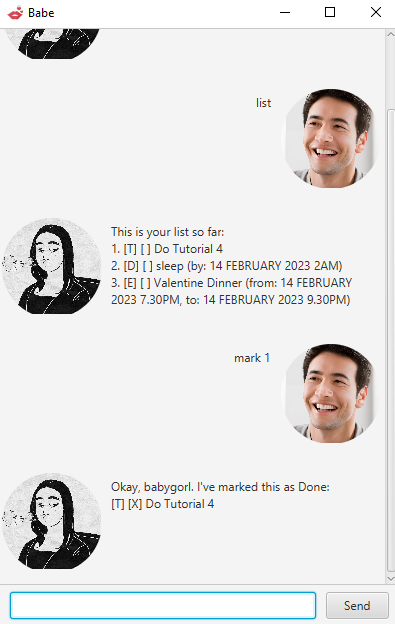 Babe
list
This is your list so far:
1. [T] [ ] Do Tutorial 4
2. [D] [ ] sleep (by: 14 FEBRUARY 2023 2AM)
3. [E] [ ] Valentine Dinner (from: 14 FEBRUARY
2023 7.30PM, to: 14 FEBRUARY 2023 9.30PM)
mark 1
Okay, babygorl. I've marked this as Done:
[T] [X] Do Tutorial 4
Send